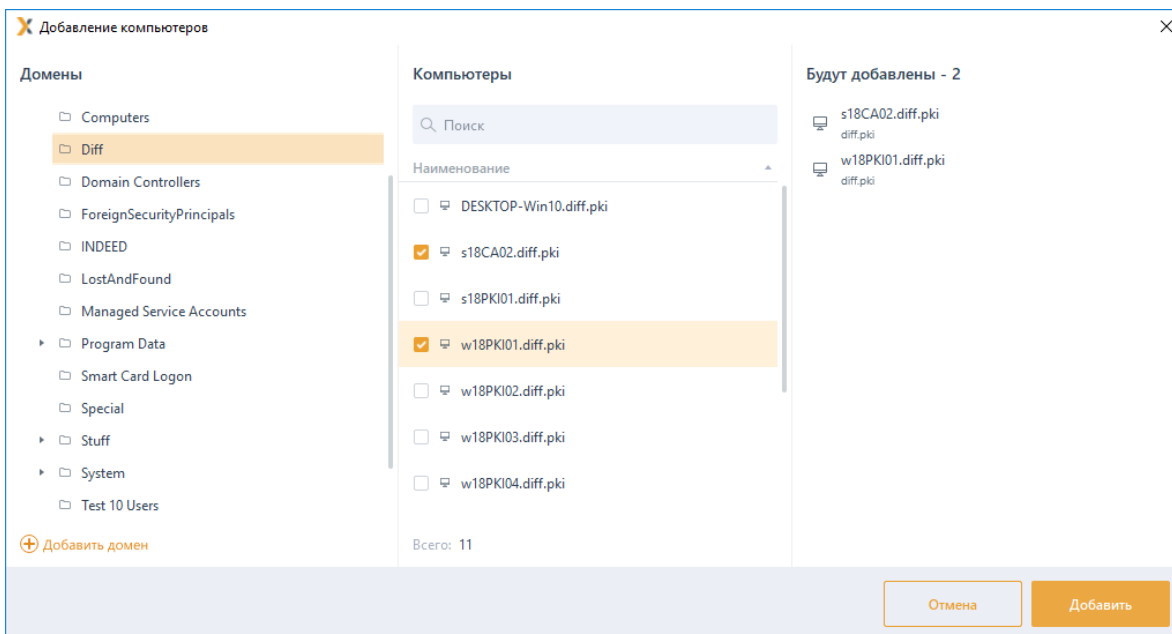 Добавление компьютеров
Домены
Computers
Diff
Domain Controllers
ForeignSecurityPrincipals
INDEED
LostAndFound
Managed Service Accounts
Program Data
Smart Card Logon
Special
Stuff
System
Test 10 Users
Добавить домен
Компьютеры
Поиск
Наименование
DESKTOP-Win10.diff.pki
s18CA02.diff.pki
s18PKI01.diff.pki
w18PKI01.diff.pki
w18PKI02.diff.pki
w18PKI03.diff.pki
w18PKI04.diff.pki
Всего: 11
Будут добавлены - 2
s18CA02.diff.pki
diff.pki
w18PKI01.diff.pki
diff.pki
Отмена
Добавить